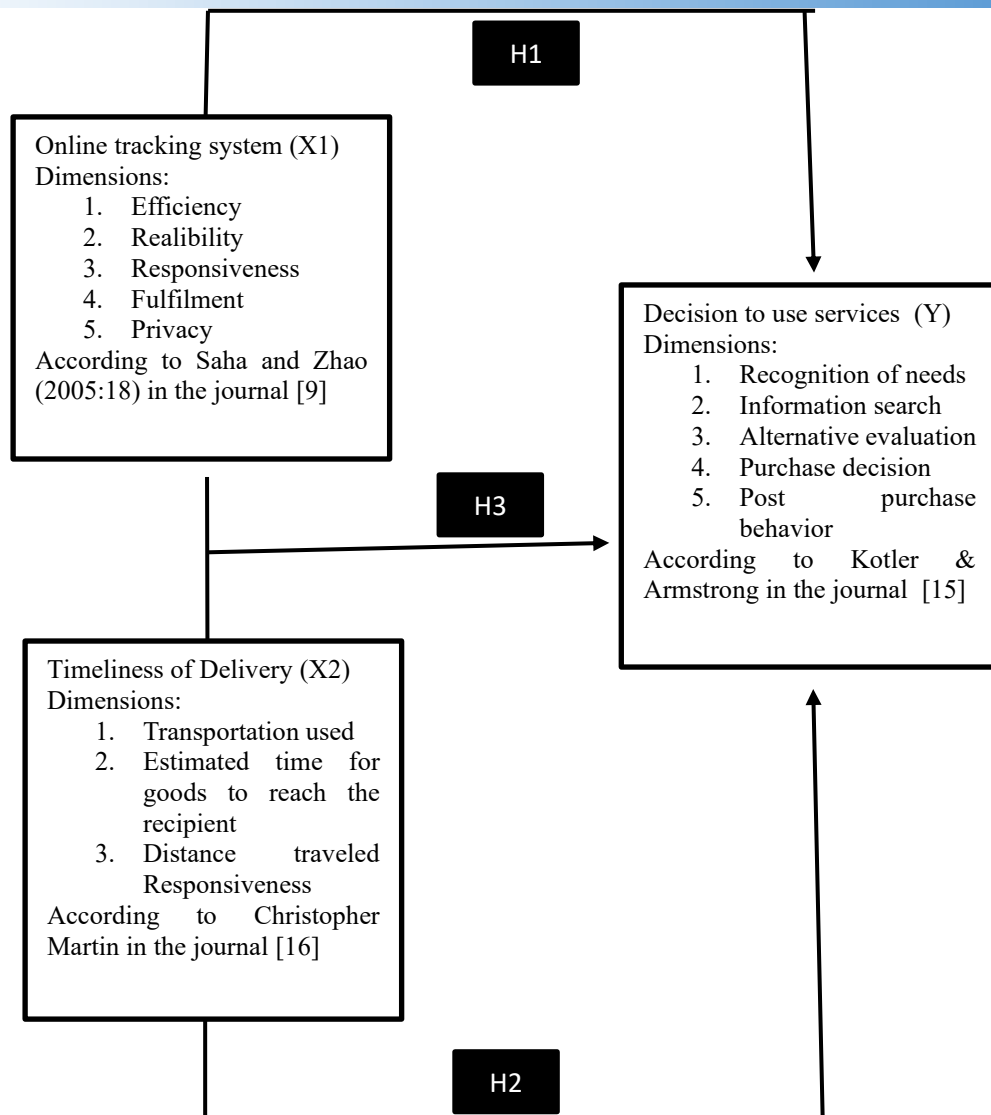 H1
Online tracking system (X1)
Dimensions:
1. Efficiency
2. Realibility
3. Responsiveness
4. Fulfilment
5. Privacy
According to Saha and Zhao
(2005:18) in the journal [9]
H3
Decision to use services (Y)
Dimensions:
1. Recognition of needs
2. Information search
3. Alternative evaluation
4. Purchase decision
5. Post purchase
behavior
According to Kotler &
Armstrong in the journal [15]
Timeliness of Delivery (X2)
Dimensions:
1. Transportation used
2. Estimated time for
goods to reach the
recipient
3. Distance traveled
Responsiveness
According to Christopher
Martin in the journal [16]
H2